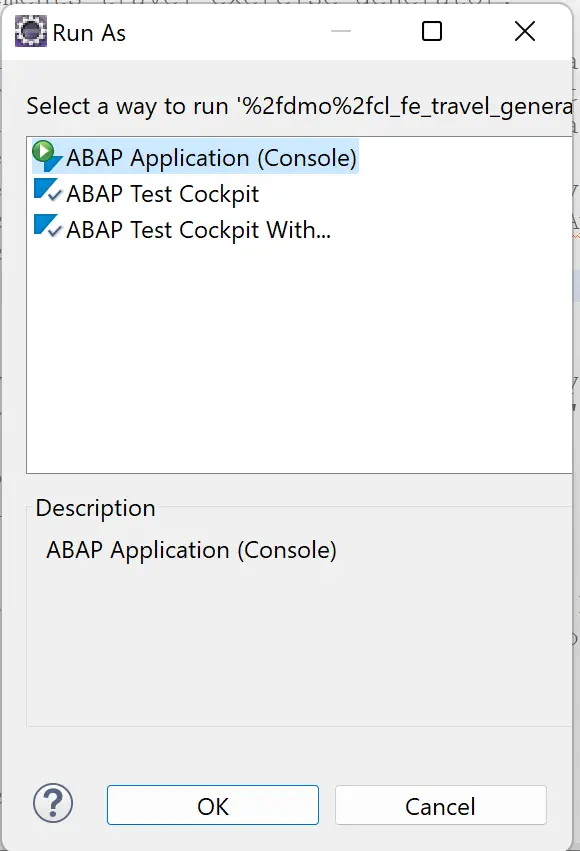 Run As
Select a way to run '%2fdmo%2fcl_fe_travel_genera
ABAP Application (Console)
ABAP Test Cockpit
ABAP Test Cockpit With...
Description
ABAP Application (Console)
?
OK
Cancel